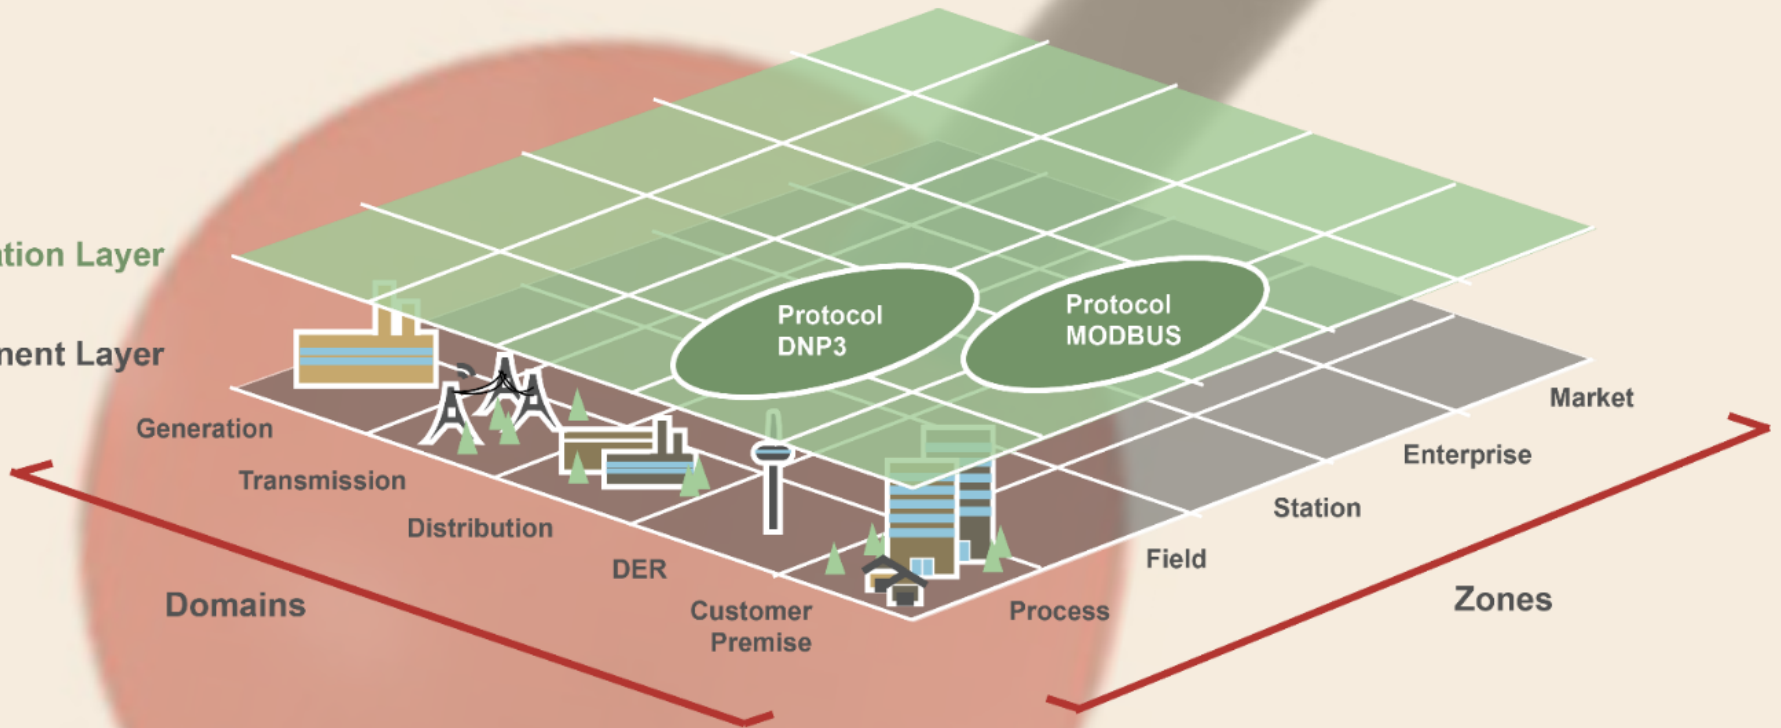 Protocol
DNP3
Protocol
MODBUS
ation Layer
nent Layer
Generation
Transmission
Distribution
DER
Customer
Premise
Domains
Market
Enterprise
Station
Field
Process
Zones